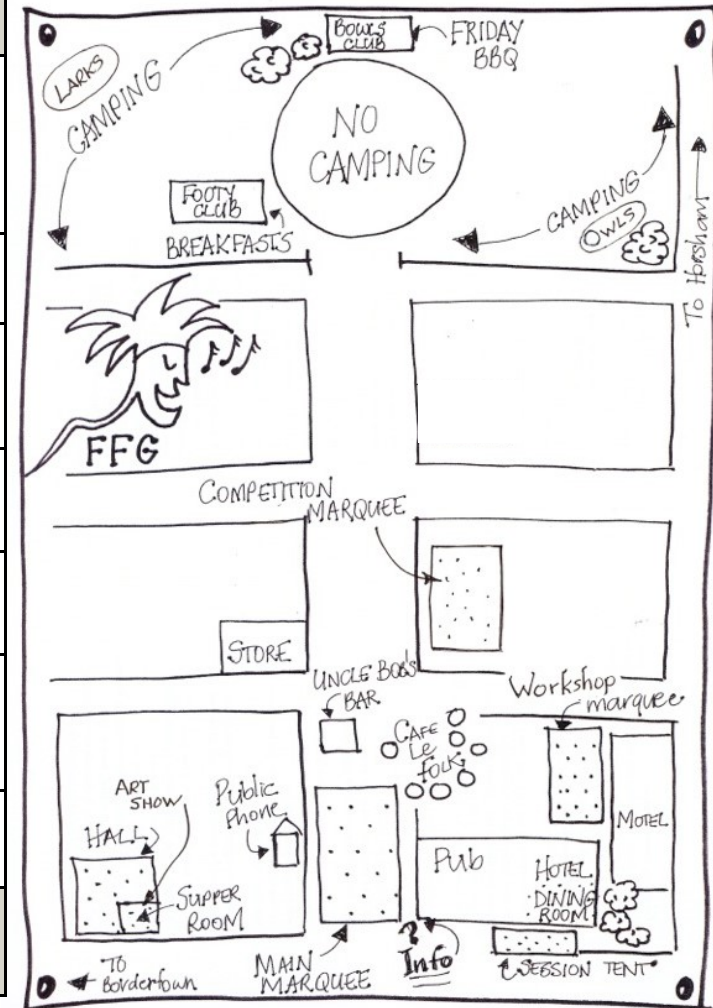 BOWLS
CLUB
FRIDAY
BBQ
LARKS
CAMPING
NO
CAMPING
FOOTY
CLUB
BREAKFASTS
CAMPING
OWLS
To Horsham
FFG
COMPETITION
MARQUEE
STORE
UNCLE BOB'S
BAR
Workshop
marquee
CAFE
Le
folk
ART
SHOW
Public
Phone
HALL
MOTEL
Pub
HOTEL
DINING
ROOM
SUPPER
ROOM
?
Info
TO
Bordertown
MAIN
MARQUEE
SESSION TENT